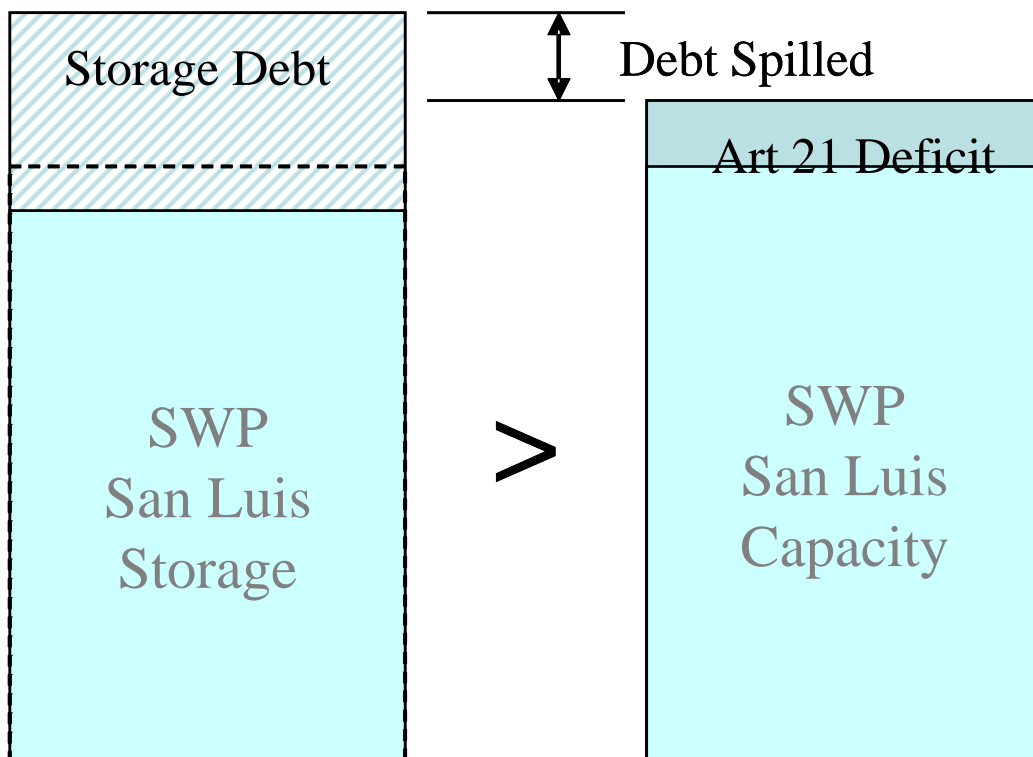 Storage Debt
Debt Spilled
Art 21 Deficit
SWP
San Luis
Storage
>
SWP
San Luis
Capacity